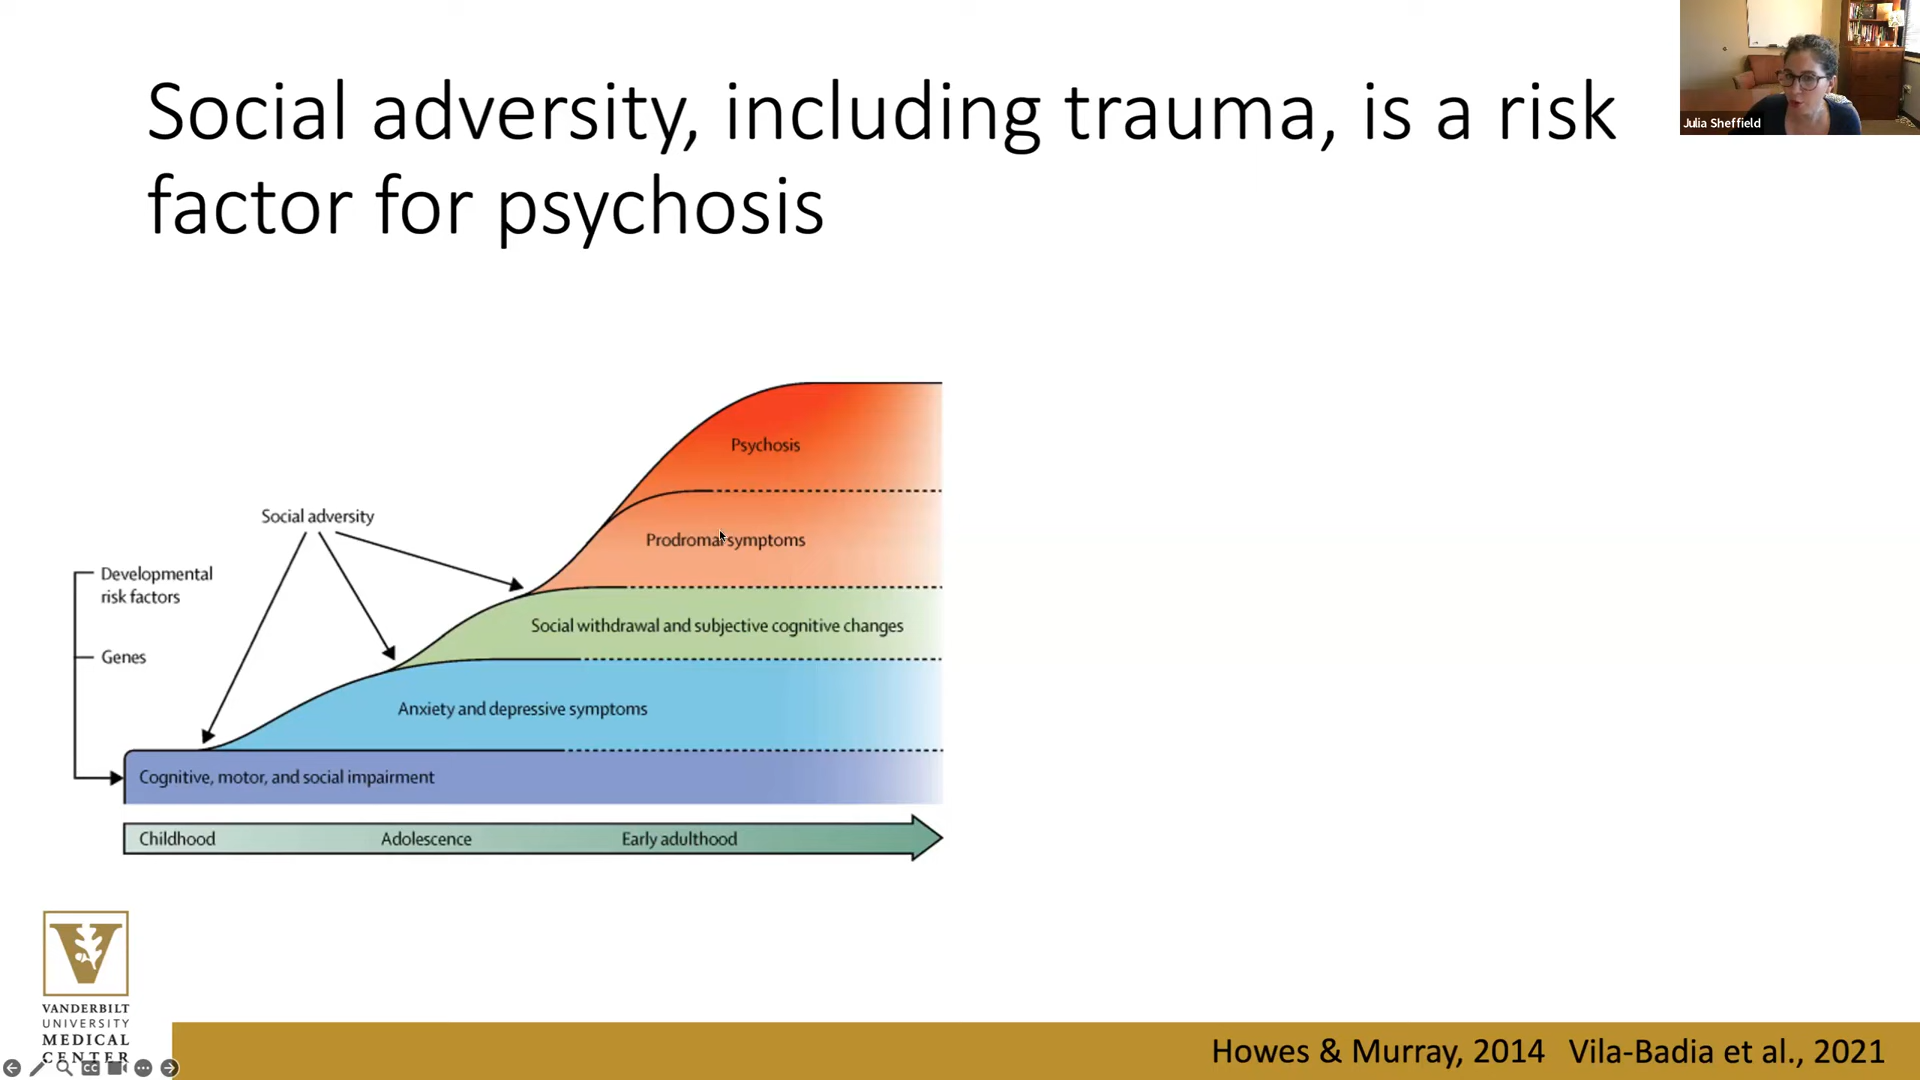 Social adversity, including trauma, is a risk
factor for psychosis
Julia Sheffield
Psychosis
Social adversity
Prodromal symptoms
Developmental
risk factors
Social withdrawal and subjective cognitive changes
Genes
Anxiety and depressive symptoms
Cognitive, motor, and social impairment
Childhood Adolescence Early adulthood
V
VANDERBILT
UNIVERSITY
MEDICAL
CENTER
CC
Howes & Murray, 2014 Vila-Badia et al., 2021